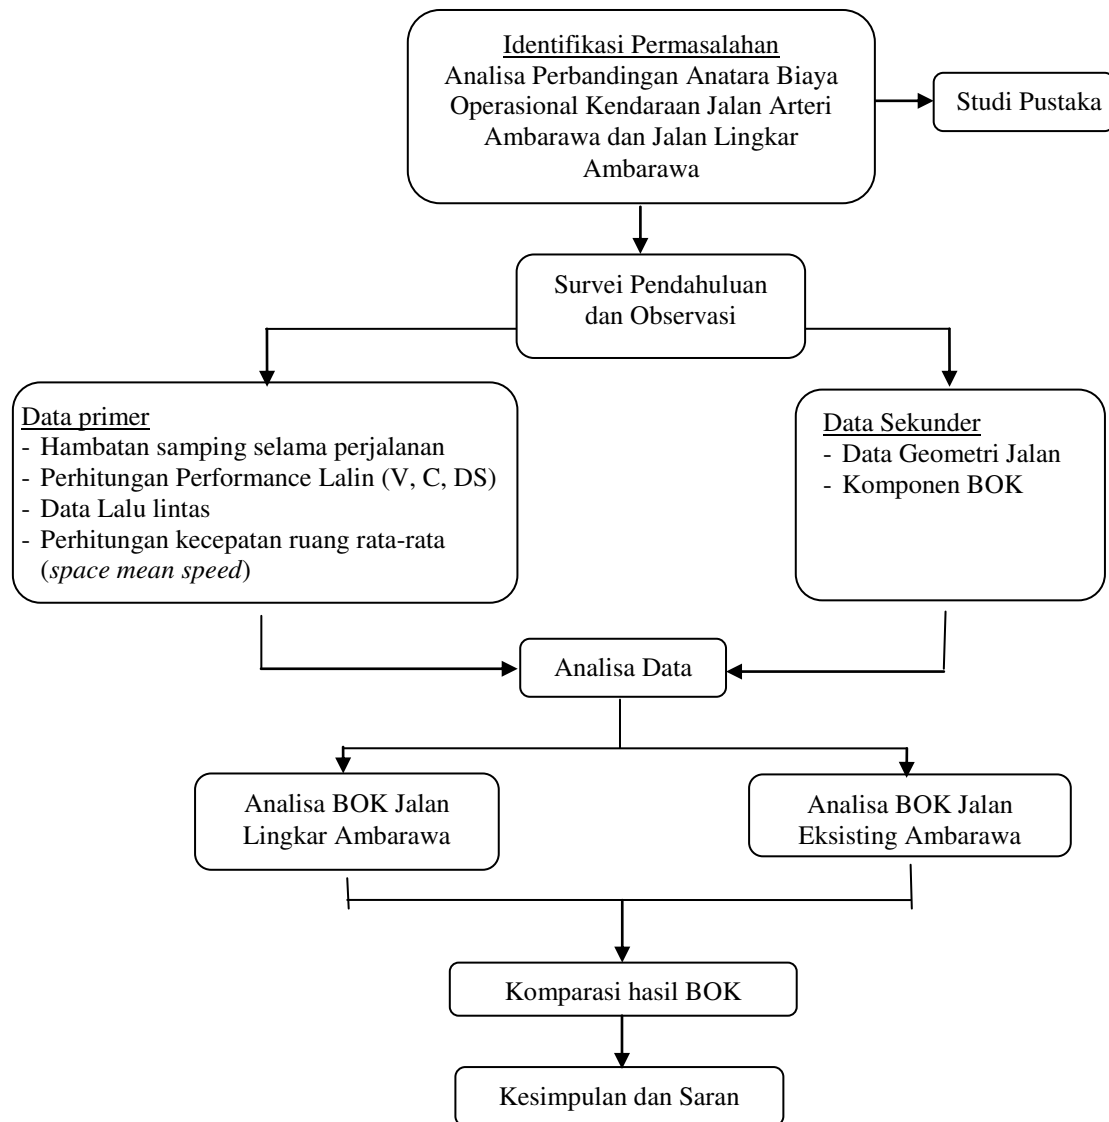 Identifikasi Permasalahan
Analisa Perbandingan Anatara Biaya
Operasional Kendaraan Jalan Arteri
Ambarawa dan Jalan Lingkar
Ambarawa
Studi Pustaka
Survei Pendahuluan
dan Observasi
Data primer
- Hambatan samping selama perjalanan
- Perhitungan Performance Lalin (V, C, DS)
- Data Lalu lintas
- Perhitungan kecepatan ruang rata-rata
(space mean speed)
Data Sekunder
- Data Geometri Jalan
- Komponen BOK
Analisa Data
Analisa BOK Jalan
Lingkar Ambarawa
Analisa BOK Jalan
Eksisting Ambarawa
Komparasi hasil BOK
Kesimpulan dan Saran